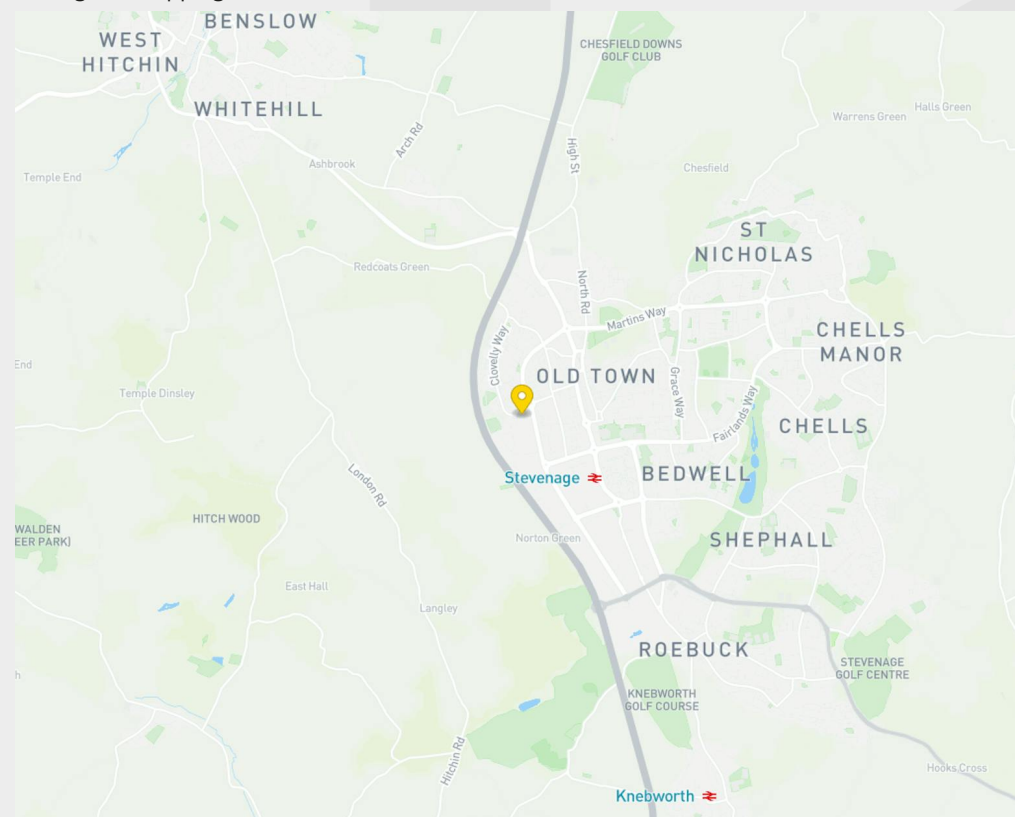 BENSLOW
WEST
HITCHIN
CHESFIELD DOWNS
GOLF CLUB
WHITEHILL
Halls Green
Warrens Green
Arch Rd
High St
Ashbrook
Chesfield
Temple End
ST
NICHOLAS
Redcoats Green
North Rd
Martins Way
CHELLS
MANOR
Clovelly Way
End
OLD TOWN
Grace Way
Temple Dinsley
Fairlands Way
CHELLS
Stevenage
BEDWELL
London Rd
HITCH WOOD
WALDEN
EER PARK)
Norton Green
SHEPHALL
East Hall
Langley
ROEBUCK
STEVENAGE
GOLF CENTRE
h
KNEBWORTH
GOLF COURSE
Hitchin Rd
Hooks Cross
Knebworth